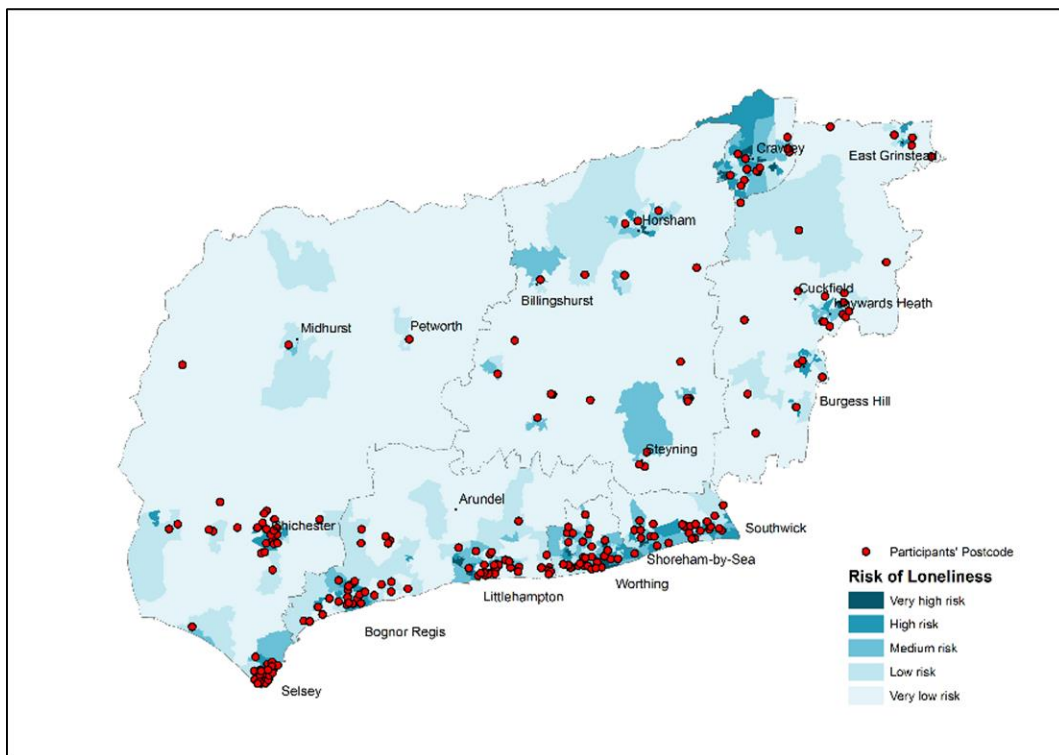 Crawley
East Grinstead
Horsham
Billingshurst
Cuckfield
Haywards Heath
Midhurst
Petworth
Burgess Hill
Steyning
Arundel
Chichester
Southwick
Shoreham-by-Sea
Worthing
Littlehampton
Bognor Regis
Selsey
Participants' Postcode
Risk of Loneliness
Very high risk
High risk
Medium risk
Low risk
Very low risk